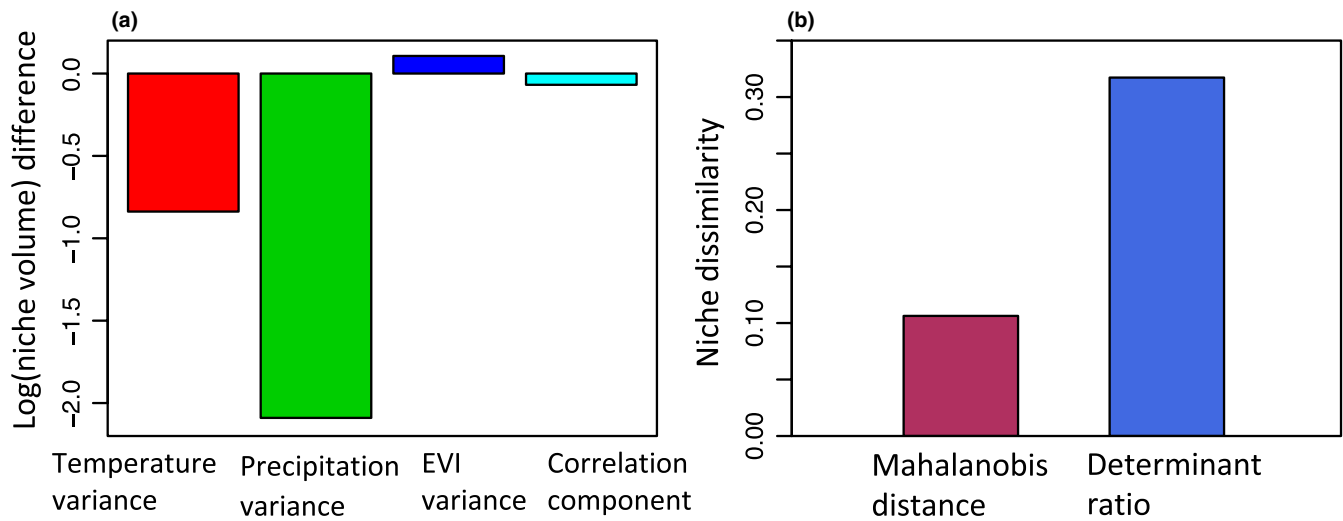 (a)
Log(niche volume) difference
0.0
−0.5
−1.0
−1.5
−2.0
Temperature
variance
Precipitation
variance
EVI
variance
Correlation
component
(b)
Niche dissimilarity
0.30
0.20
0.10
0.00
Mahalanobis
distance
Determinant
ratio